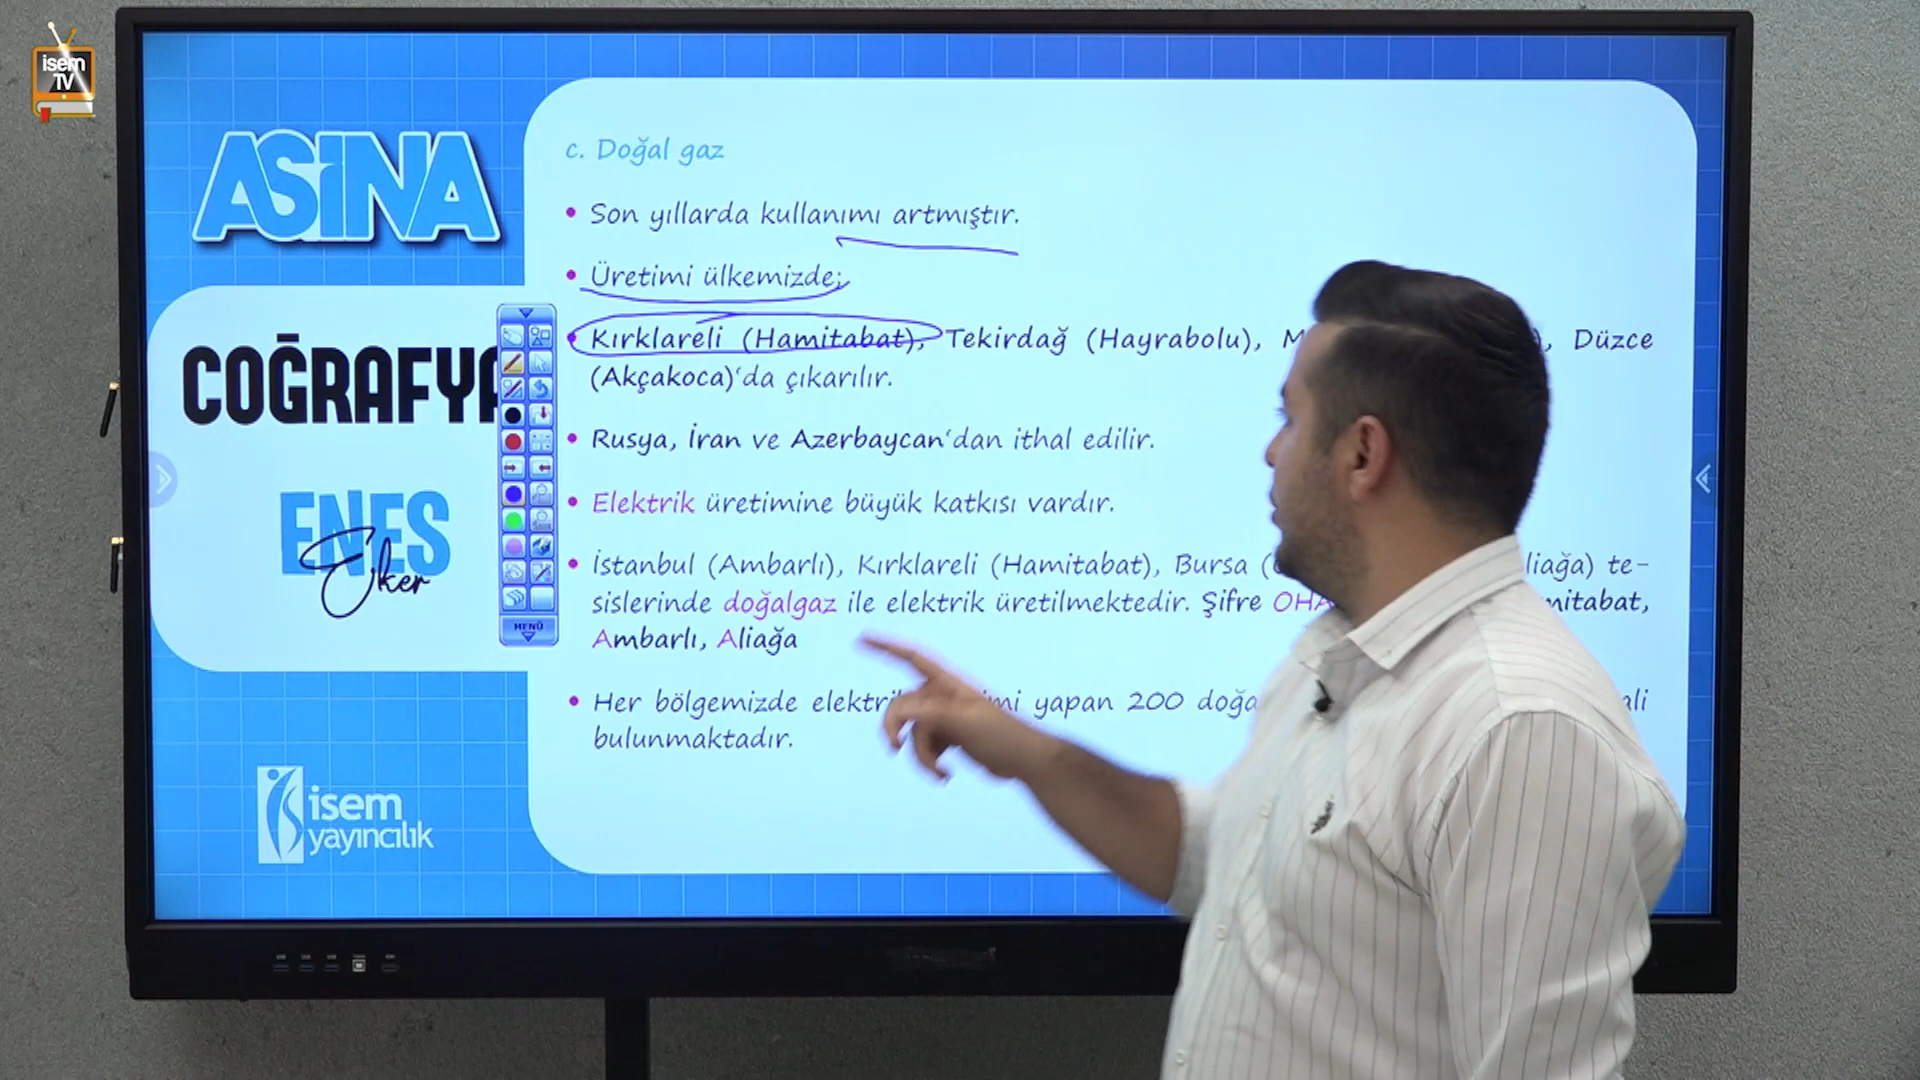 isem
TV
ASİNA
COĞRAFYA
ENES
Eker
isem
yayıncılık
MENÜ
c. Doğal gaz
• Son yıllarda kullanımı artmıştır.
• Üretimi ülkemizde;
• Kırklareli (Hamitabat), Tekirdağ (Hayrabolu), Düzce
(Akçakoca)'da çıkarılır.
• Rusya, İran ve Azerbaycan'dan ithal edilir.
• Elektrik üretimine büyük katkısı vardır.
• İstanbul (Ambarlı), Kırklareli (Hamitabat), Bursa te-
sislerinde doğalgaz ile elektrik üretilmektedir. Şifre
Ambarlı, Aliağa
• Her bölgemizde yapan 200
bulunmaktadır.